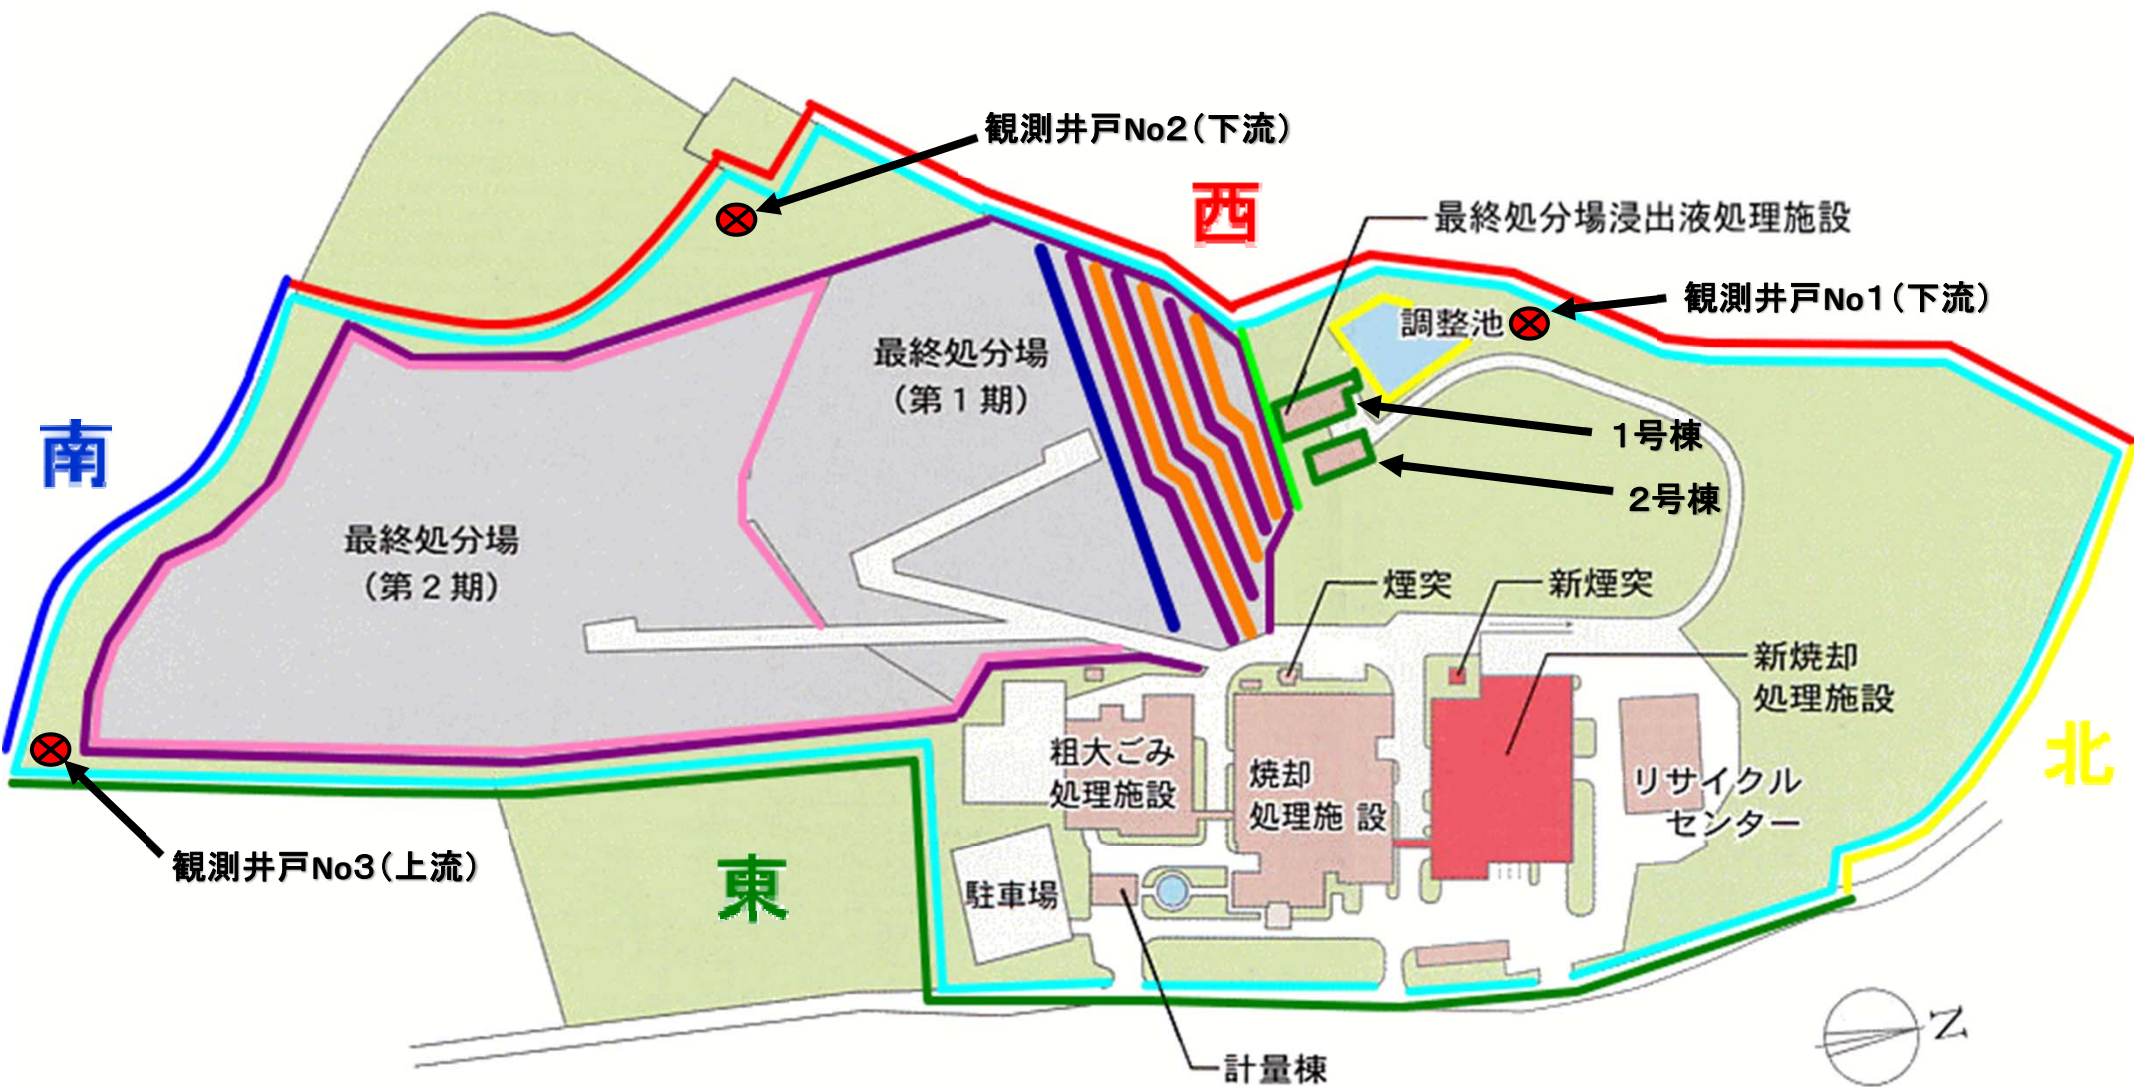 観測井戸No2(下流)
西
最終処分場浸出液処理施設
観測井戸No1(下流)
調整池
最終処分場
(第1期)
1号棟
南
2号棟
最終処分場
(第2期)
煙突
新煙突
新焼却
処理施設
北
粗大ごみ
処理施設
焼却
処理施 設
リサイクル
センター
観測井戸No3(上流)
東
駐車場
計量棟
N